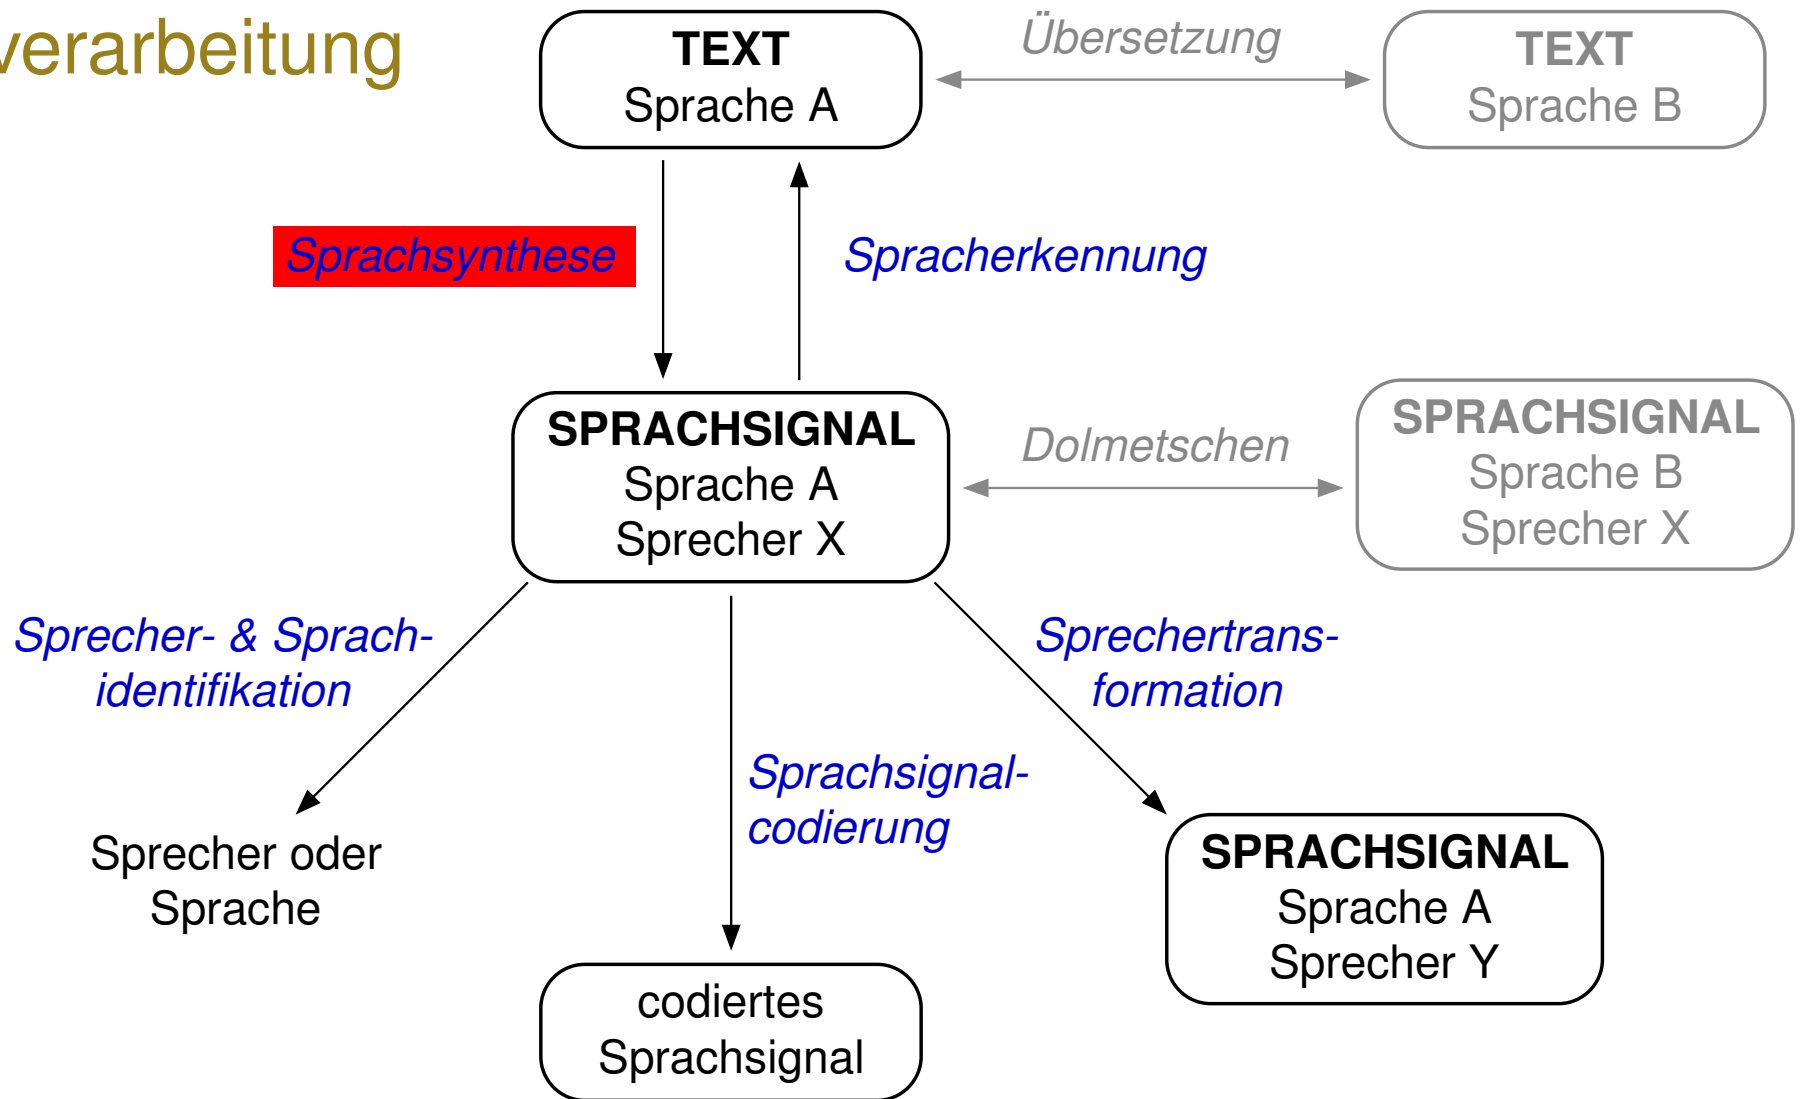 verarbeitung
TEXT
Sprache A
Übersetzung
TEXT
Sprache B
Sprachsynthese
Spracherkennung
SPRACHSIGNAL
Sprache A
Sprecher X
Dolmetschen
SPRACHSIGNAL
Sprache B
Sprecher X
Sprecher- & Sprach-
identifikation
Sprechertrans-
formation
Sprachsignal-
codierung
Sprecher oder
Sprache
SPRACHSIGNAL
Sprache A
Sprecher Y
codiertes
Sprachsignal